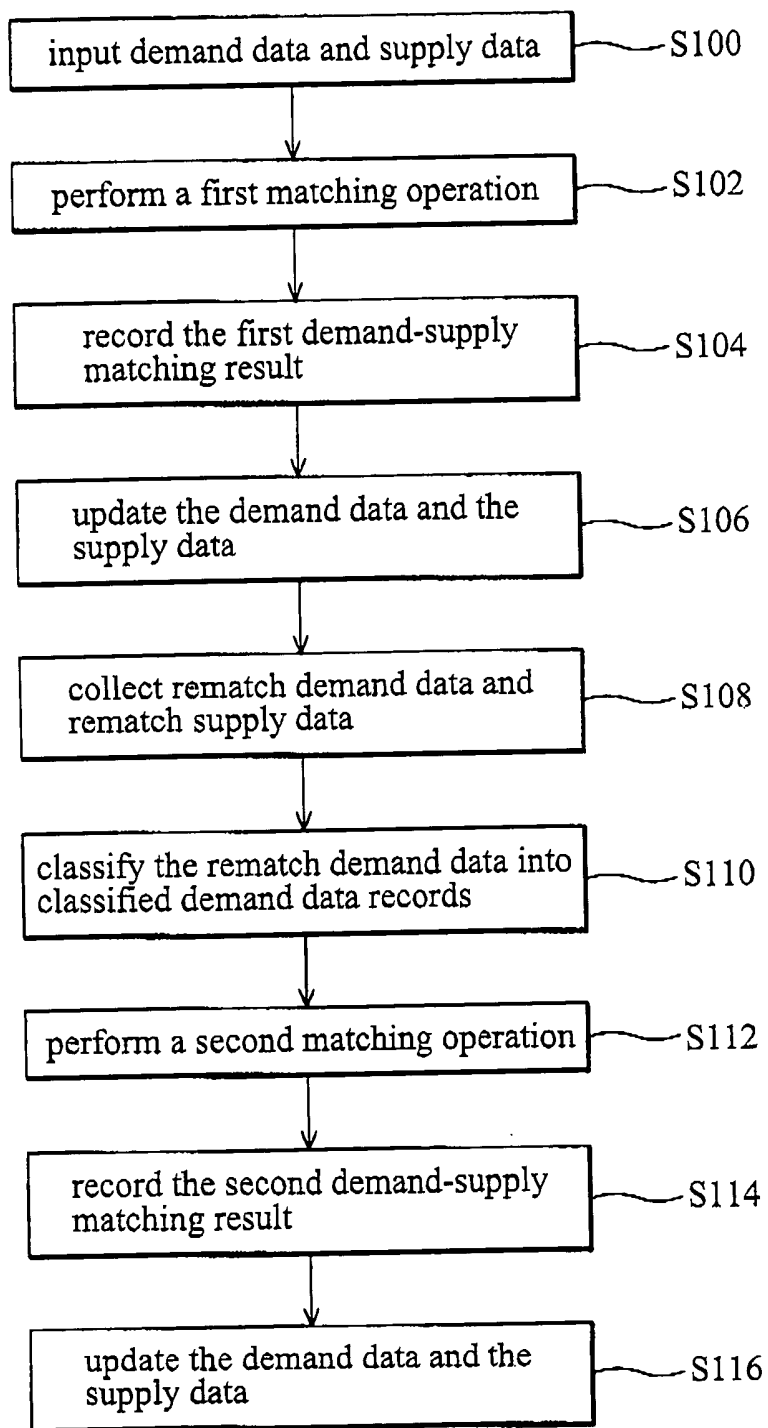 input demand data and supply data
S100
perform a first matching operation
S102
record the first demand-supply
matching result
S104
update the demand data and the
supply data
S106
collect rematch demand data and
rematch supply data
S108
classify the rematch demand data into
classified demand data records
S110
perform a second matching operation
S112
record the second demand-supply
matching result
S114
update the demand data and the
supply data
S116